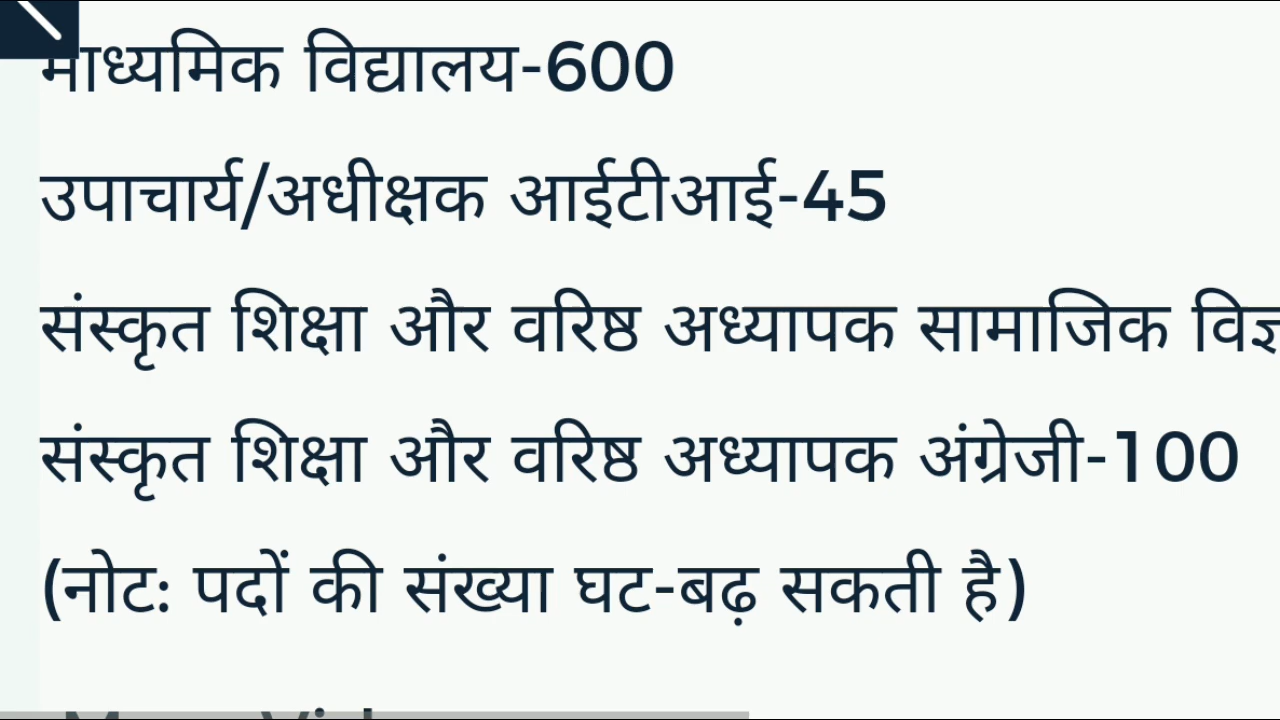 माध्यमिक विद्यालय-600
उपाचार्य/अधीक्षक आईटीआई-45
संस्कृत शिक्षा और वरिष्ठ अध्यापक सामाजिक
संस्कृत शिक्षा और वरिष्ठ अध्यापक अंग्रेजी-100
(नोट: पदों की संख्या घट-बढ़ सकती है)